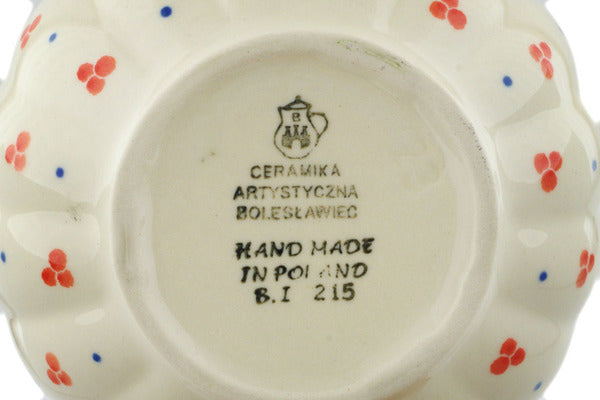 B
CERAMIKA
ARTYSTYCZNA
BOLESŁAWIEC
HAND MADE
IN POLAND
B.I 215